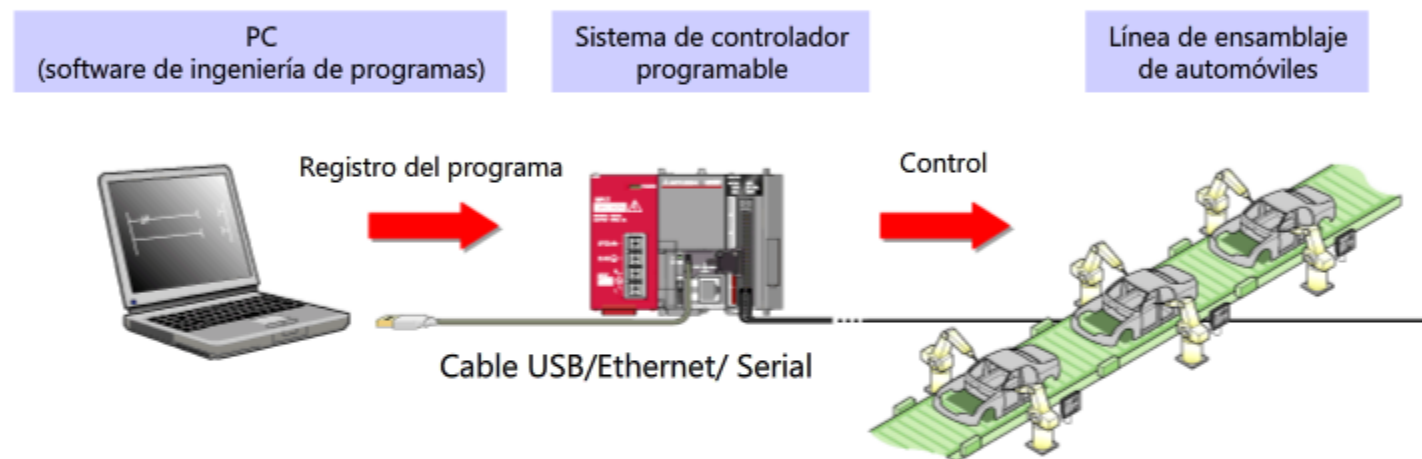 PC
(software de ingeniería de programas)
Sistema de controlador
programable
Línea de ensamblaje
de automóviles
Registro del programa
Control
Cable USB/Ethernet/ Serial